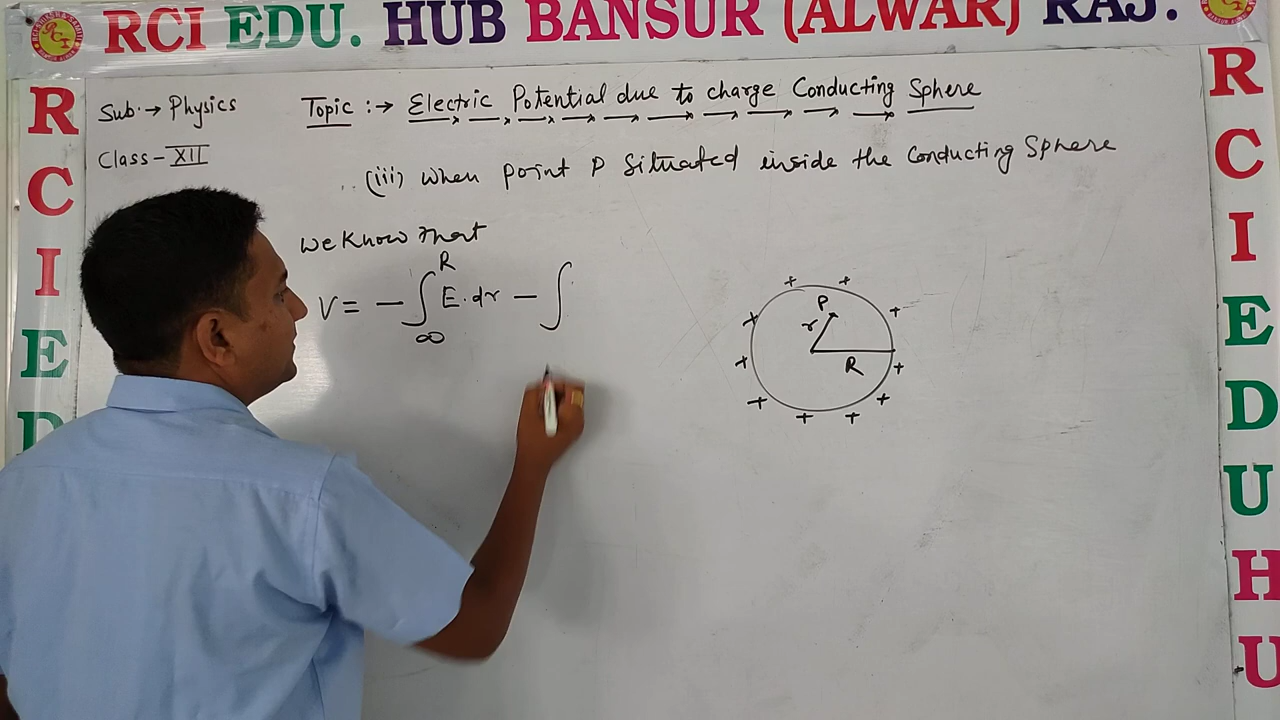 RCI EDU. HUB BANSUR (ALWAR) RAJ.
R
C
I
E
D
Sub.→ Physics
Class - XII
Topic :→ Electric Potential due to charge Conducting Sphere
(iii) When point P Situated inside the Conducting Sphere
We Know that
V = - ∫ E. dr - ∫
R
∞
P
r
R
+ + + + + + + + + + +
R
C
I
E
D
U
H
U